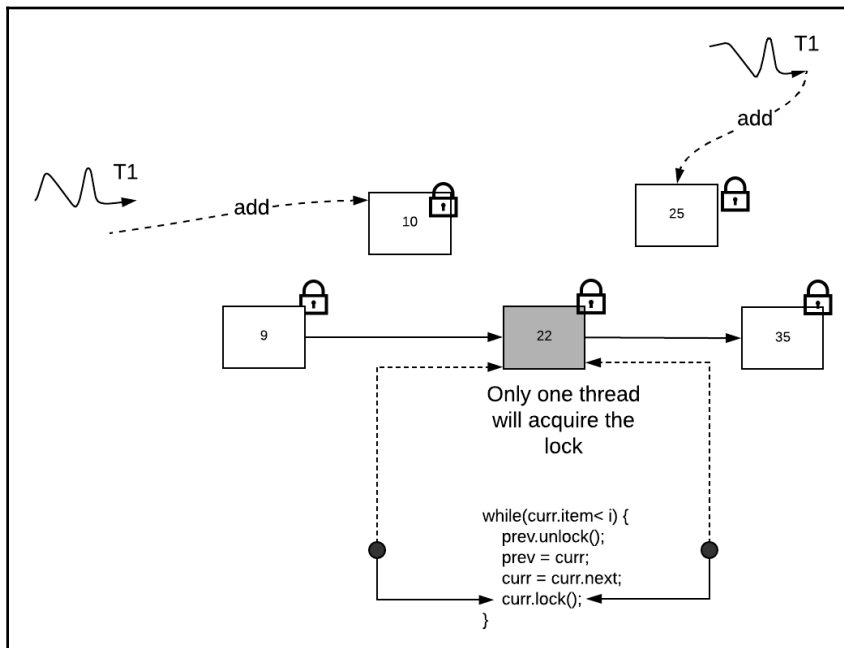 T1
add
T1
add
10
25
9
22
35
Only one thread
will acquire the
lock
while(curr.item< i) {
prev.unlock();
prev = curr;
curr = curr.next;
curr.lock();
}